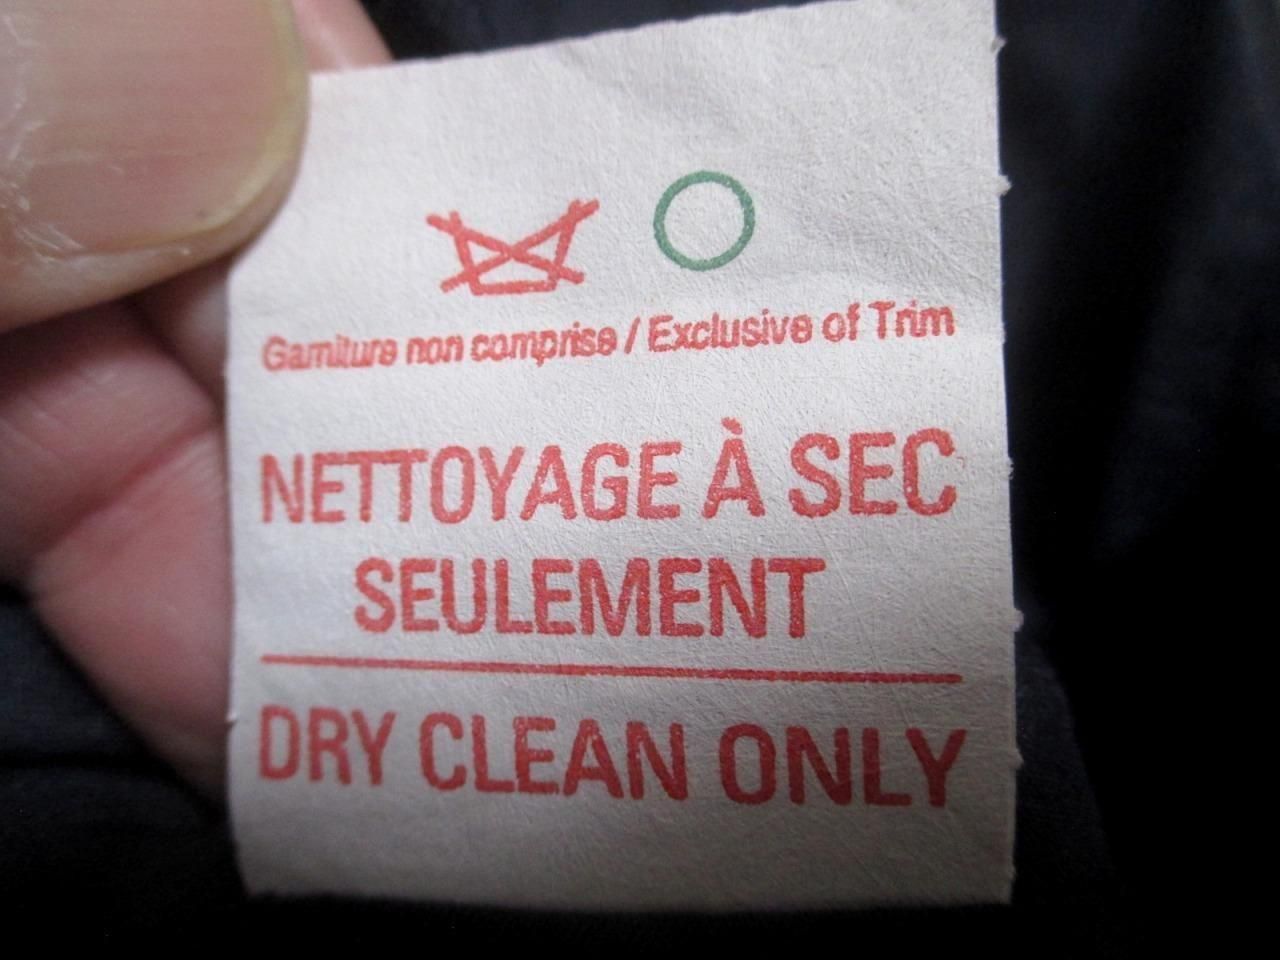 Garniture non comprise / Exclusive of Trim
NETTOYAGE À SEC
SEULEMENT
DRY CLEAN ONLY